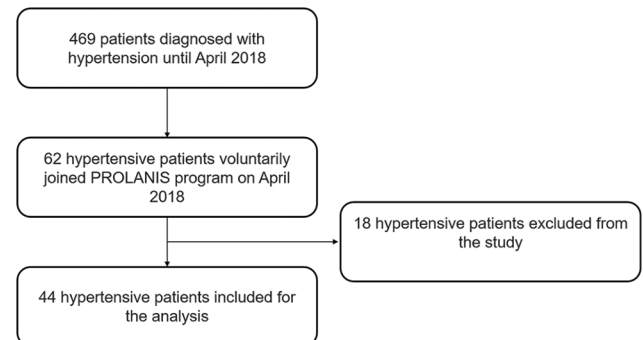 469 patients diagnosed with
hypertension until April 2018
62 hypertensive patients voluntarily
joined PROLANIS program on April
2018
18 hypertensive patients excluded from
the study
44 hypertensive patients included for
the analysis